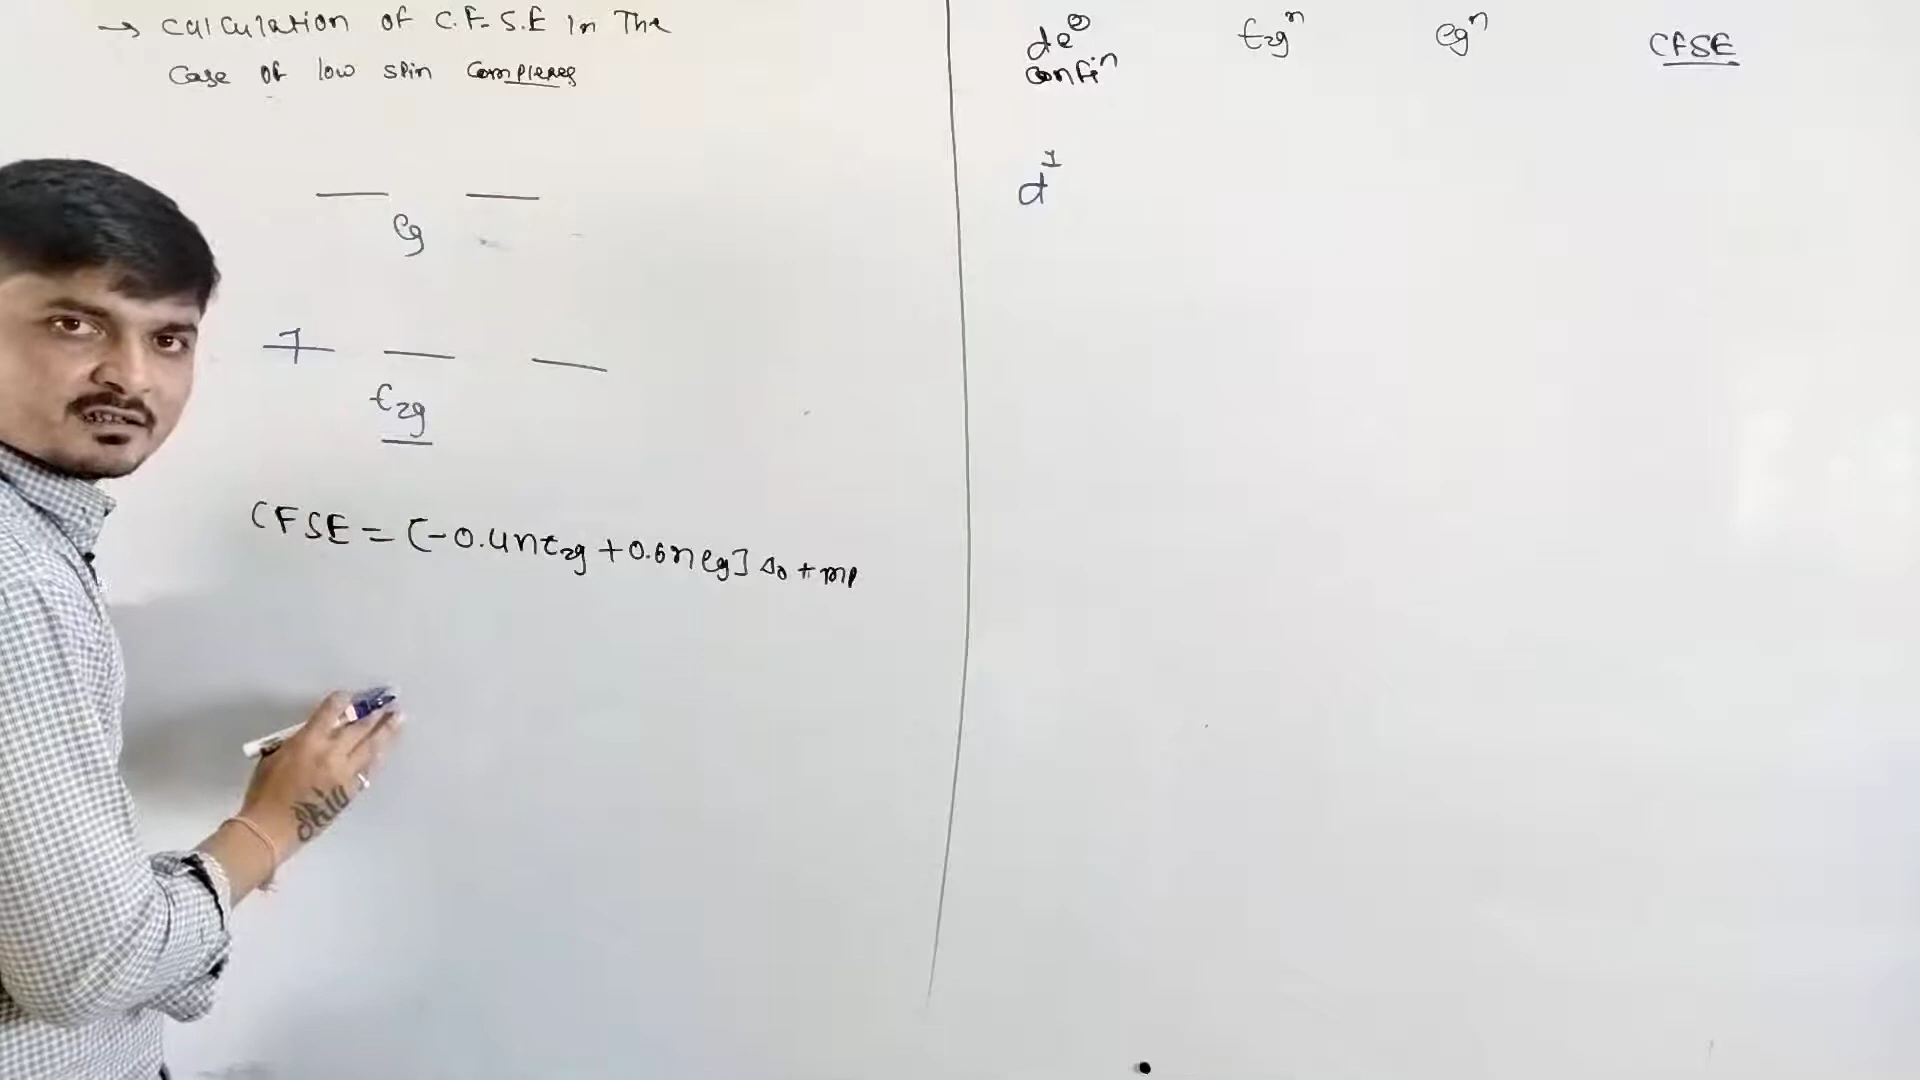 → Calculation of C.F.S.E In The
Case of low spin Complexes
eg
1
t2g
CFSE = [-0.4nt2g + 0.6neg] Δo + mp
de⊖
confiⁿ
t2gⁿ
egⁿ
CFSE
d¹